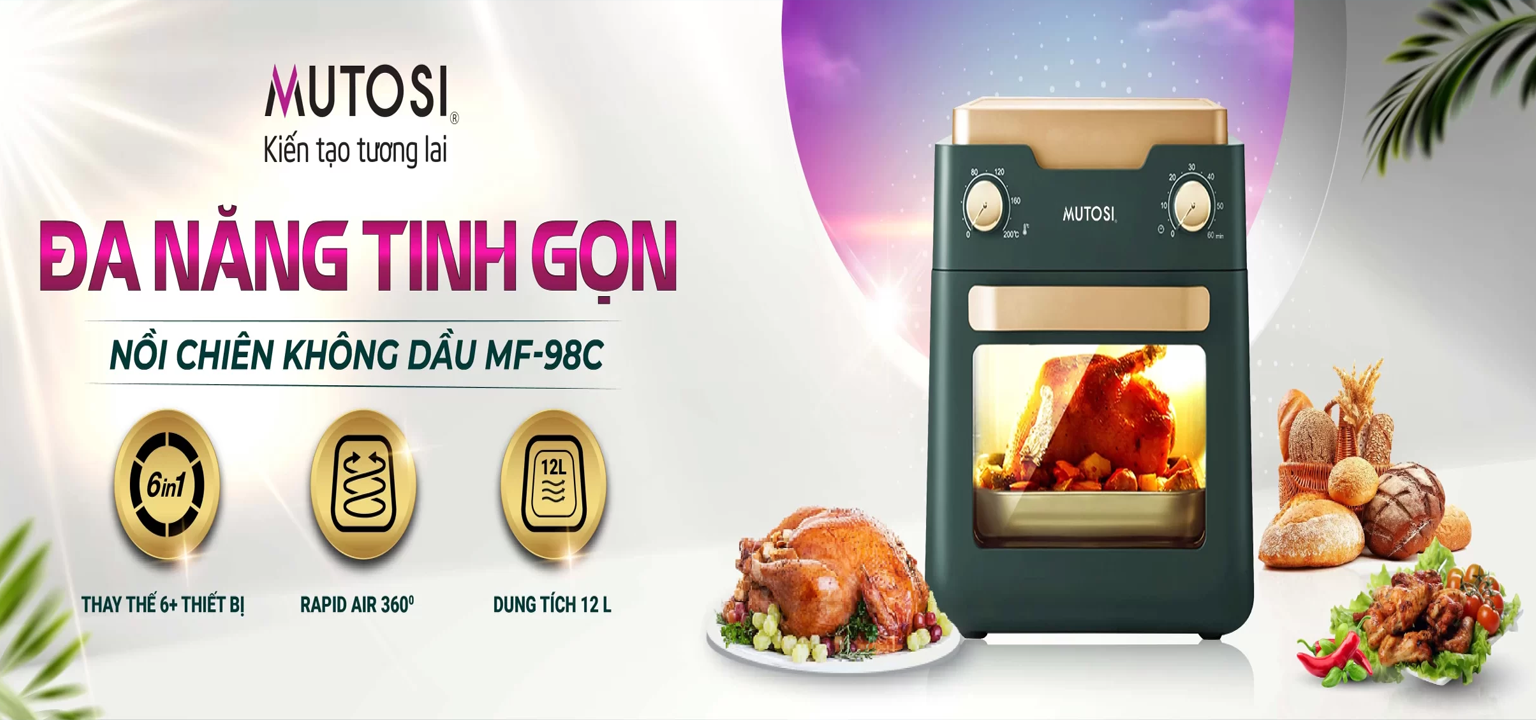 MUTOSI®
Kiến tạo tương lai
ĐA NĂNG TINH GỌN
NỒI CHIÊN KHÔNG DẦU MF-98C
6in1
12L
THAY THẾ 6+ THIẾT BỊ
RAPID AIR 360⁰
DUNG TÍCH 12 L
80 120
160
0 200°C
MUTOSI
30
20 40
10 50
0 60 min